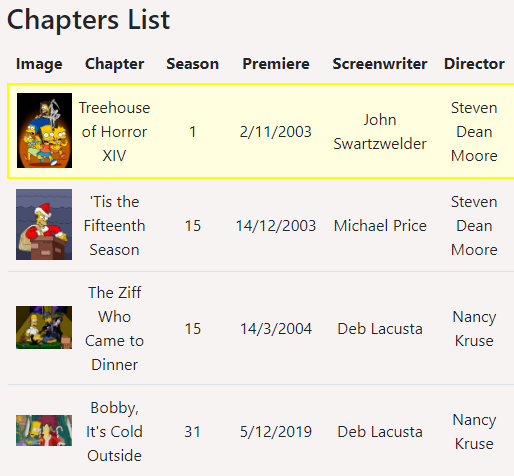 Chapters List
Image Chapter Season Premiere Screenwriter Director
Treehouse
of Horror
XIV
1
2/11/2003
John
Swartzwelder
Steven
Dean
Moore
'Tis the
Fifteenth
Season
15
14/12/2003
Michael Price
Steven
Dean
Moore
The Ziff
Who
Came to
Dinner
15
14/3/2004
Deb Lacusta
Nancy
Kruse
Bobby,
It's Cold
Outside
31
5/12/2019
Deb Lacusta
Nancy
Kruse